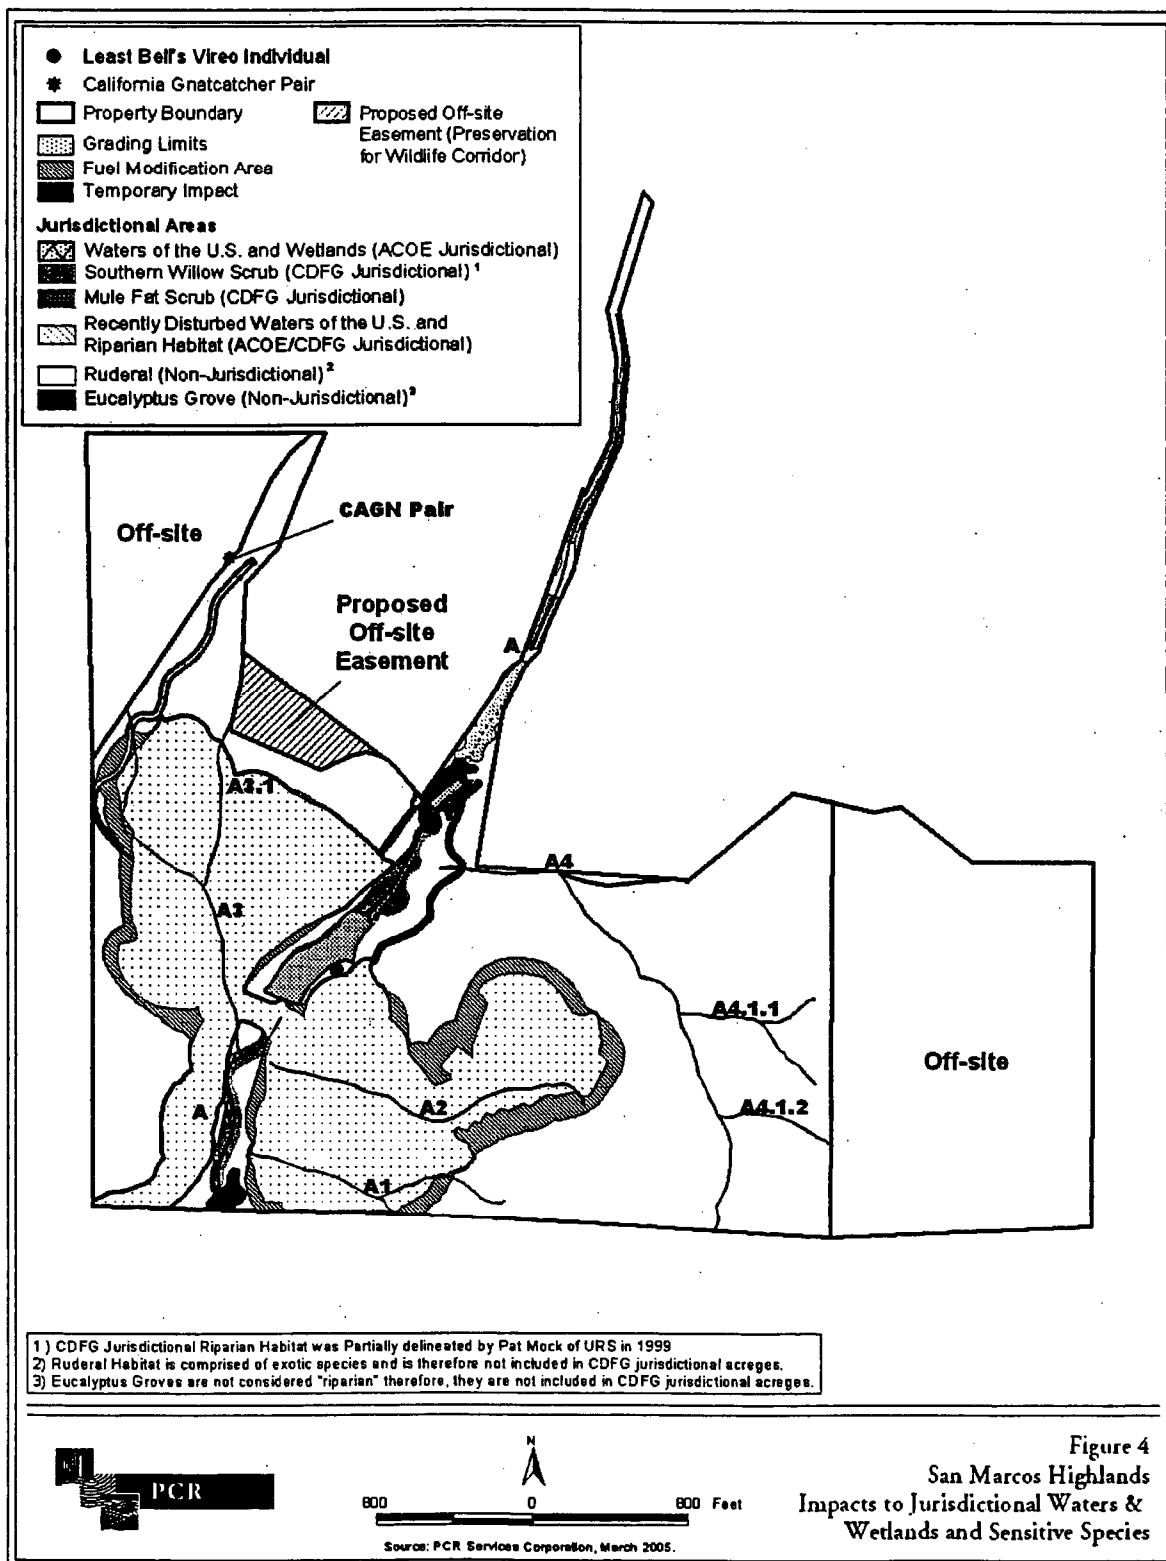 Least Bell's Vireo Individual
California Gnatcatcher Pair
Property Boundary
Grading Limits
Fuel Modification Area
Temporary Impact
Proposed Off-site
Easement (Preservation
for Wildlife Corridor)
Jurisdictional Areas
Waters of the U.S. and Wetlands (ACOE Jurisdictional)
Southern Willow Scrub (CDFG Jurisdictional) 1
Mule Fat Scrub (CDFG Jurisdictional)
Recently Disturbed Waters of the U.S. and
Riparian Habitat (ACOE/CDFG Jurisdictional)
Ruderal (Non-Jurisdictional) 2
Eucalyptus Grove (Non-Jurisdictional) 3
Off-site
CAGN Pair
Proposed
Off-site
Easement
A
A3.1
A4
A3
A4.1.1
Off-site
A
A2
A4.1.2
A1
1 ) CDFG Jurisdictional Riparian Habitat was Partially delineated by Pat Mock of URS in 1999
2) Ruderal Habitat is comprised of exotic species and is therefore not included in CDFG jurisdictional acreges.
3) Eucalyptus Groves are not considered "riparian" therefore, they are not included in CDFG jurisdictional acreges.
PCR
N
800 0 800 Feet
Source: PCR Services Corporation, March 2005.
Figure 4
San Marcos Highlands
Impacts to Jurisdictional Waters &
Wetlands and Sensitive Species